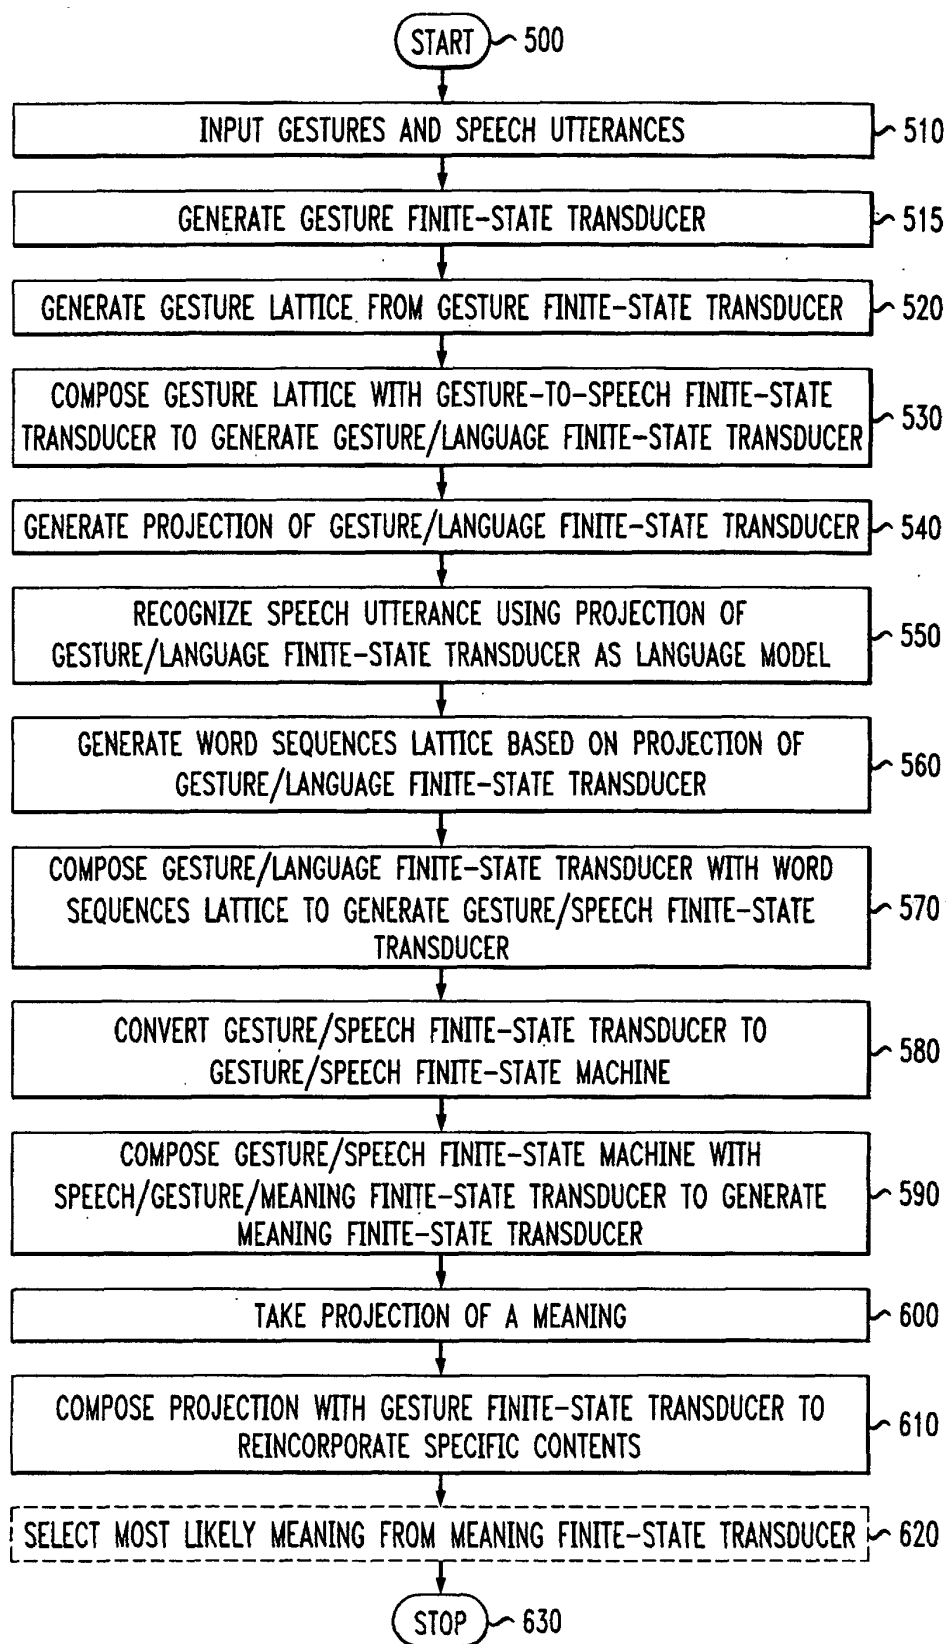 START 500
INPUT GESTURES AND SPEECH UTTERANCES 510
GENERATE GESTURE FINITE-STATE TRANSDUCER 515
GENERATE GESTURE LATTICE FROM GESTURE FINITE-STATE TRANSDUCER 520
COMPOSE GESTURE LATTICE WITH GESTURE-TO-SPEECH FINITE-STATE
TRANSDUCER TO GENERATE GESTURE/LANGUAGE FINITE-STATE TRANSDUCER 530
GENERATE PROJECTION OF GESTURE/LANGUAGE FINITE-STATE TRANSDUCER 540
RECOGNIZE SPEECH UTTERANCE USING PROJECTION OF
GESTURE/LANGUAGE FINITE-STATE TRANSDUCER AS LANGUAGE MODEL 550
GENERATE WORD SEQUENCES LATTICE BASED ON PROJECTION OF
GESTURE/LANGUAGE FINITE-STATE TRANSDUCER 560
COMPOSE GESTURE/LANGUAGE FINITE-STATE TRANSDUCER WITH WORD
SEQUENCES LATTICE TO GENERATE GESTURE/SPEECH FINITE-STATE 570
TRANSDUCER
CONVERT GESTURE/SPEECH FINITE-STATE TRANSDUCER TO
GESTURE/SPEECH FINITE-STATE MACHINE 580
COMPOSE GESTURE/SPEECH FINITE-STATE MACHINE WITH
SPEECH/GESTURE/MEANING FINITE-STATE TRANSDUCER TO GENERATE 590
MEANING FINITE-STATE TRANSDUCER
TAKE PROJECTION OF A MEANING 600
COMPOSE PROJECTION WITH GESTURE FINITE-STATE TRANSDUCER TO
REINCORPORATE SPECIFIC CONTENTS 610
SELECT MOST LIKELY MEANING FROM MEANING FINITE-STATE TRANSDUCER 620
STOP 630